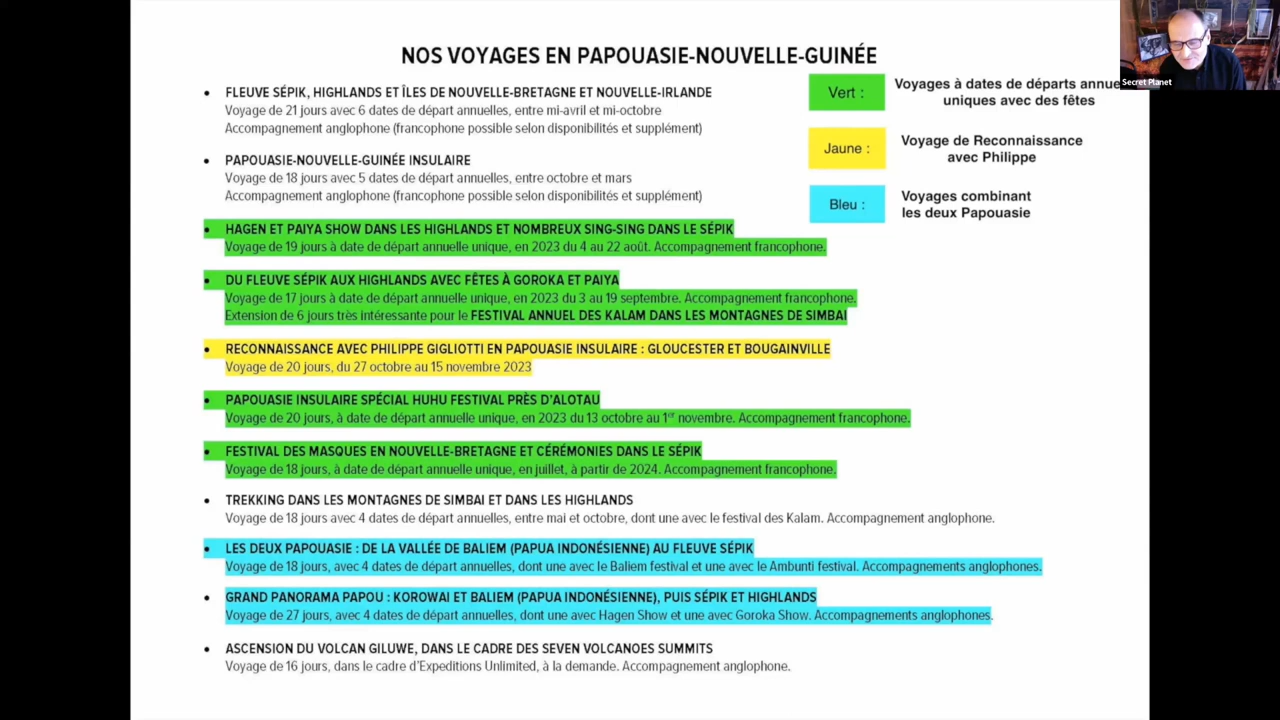 NOS VOYAGES EN PAPOUASIE-NOUVELLE-GUINÉE
• FLEUVE SÉPIK, HIGHLANDS ET ÎLES DE NOUVELLE-BRETAGNE ET NOUVELLE-IRLANDE
Voyage de 21 jours avec 6 dates de départ annuelles, entre mi-avril et mi-octobre
Accompagnement anglophone (francophone possible selon disponibilités et supplément)
• PAPOUASIE-NOUVELLE-GUINÉE INSULAIRE
Voyage de 18 jours avec 5 dates de départ annuelles, entre octobre et mars
Accompagnement anglophone (francophone possible selon disponibilités et supplément)
• HAGEN ET PAIYA SHOW DANS LES HIGHLANDS ET NOMBREUX SING-SING DANS LE SÉPIK
Voyage de 19 jours à date de départ annuelle unique, en 2023 du 4 au 22 août. Accompagnement francophone.
• DU FLEUVE SÉPIK AUX HIGHLANDS AVEC FÊTES À GOROKA ET PAIYA
Voyage de 17 jours à date de départ annuelle unique, en 2023 du 3 au 19 septembre. Accompagnement francophone.
Extension de 6 jours très intéressante pour le FESTIVAL ANNUEL DES KALAM DANS LES MONTAGNES DE SIMBAI
• RECONNAISSANCE AVEC PHILIPPE GIGLIOTTI EN PAPOUASIE INSULAIRE : GLOUCESTER ET BOUGAINVILLE
Voyage de 20 jours, du 27 octobre au 15 novembre 2023
• PAPOUASIE INSULAIRE SPÉCIAL HUHU FESTIVAL PRÈS D'ALOTAU
Voyage de 20 jours, à date de départ annuelle unique, en 2023 du 13 octobre au 1er novembre. Accompagnement francophone.
• FESTIVAL DES MASQUES EN NOUVELLE-BRETAGNE ET CÉRÉMONIES DANS LE SÉPIK
Voyage de 18 jours, à date de départ annuelle unique, en juillet, à partir de 2024. Accompagnement francophone.
• TREKKING DANS LES MONTAGNES DE SIMBAI ET DANS LES HIGHLANDS
Voyage de 18 jours avec 4 dates de départ annuelles, entre mai et octobre, dont une avec le festival des Kalam. Accompagnement anglophone.
• LES DEUX PAPOUASIE : DE LA VALLÉE DE BALIEM (PAPUA INDONÉSIENNE) AU FLEUVE SÉPIK
Voyage de 18 jours, avec 4 dates de départ annuelles, dont une avec le Baliem festival et une avec le Ambunti festival. Accompagnements anglophones.
• GRAND PANORAMA PAPOU : KOROWAI ET BALIEM (PAPUA INDONÉSIENNE), PUIS SÉPIK ET HIGHLANDS
Voyage de 27 jours, avec 4 dates de départ annuelles, dont une avec Hagen Show et une avec Goroka Show. Accompagnements anglophones.
• ASCENSION DU VOLCAN GILUWE, DANS LE CADRE DES SEVEN VOLCANOES SUMMITS
Voyage de 16 jours, dans le cadre d'Expeditions Unlimited, à la demande. Accompagnement anglophone.
Vert :
Voyages à dates de départs annue
uniques avec des fêtes
Jaune :
Voyage de Reconnaissance
avec Philippe
Bleu :
Voyages combinant
les deux Papouasie
Secret Planet